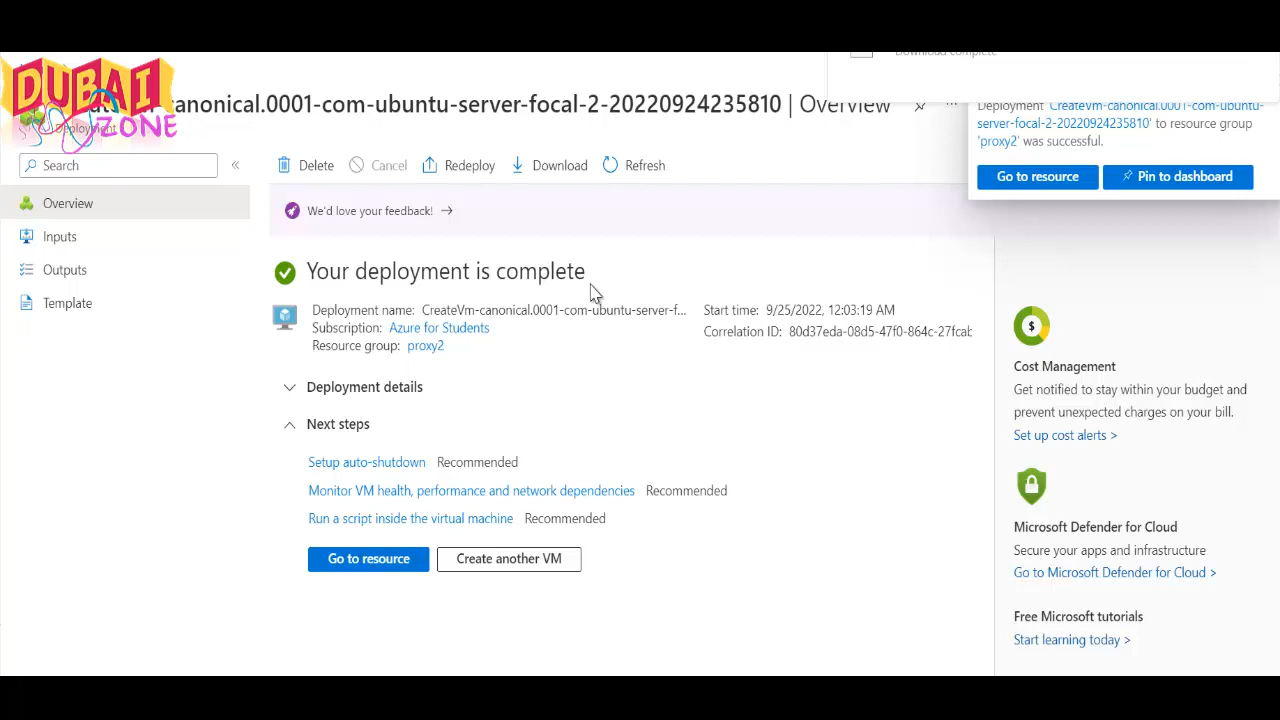 Download complete
DUBAI
ZONE
canonical.0001-com-ubuntu-server-focal-2-20220924235810 | Overview
Deployment
Deployment 'CreateVm-canonical.0001-com-ubuntu-
server-focal-2-20220924235810' to resource group
'proxy2' was successful.
Go to resource
Pin to dashboard
Search
«
Delete
Cancel
Redeploy
Download
Refresh
Overview
Inputs
Outputs
Template
We'd love your feedback! →
Your deployment is complete
Deployment name: CreateVm-canonical.0001-com-ubuntu-server-f...
Subscription: Azure for Students
Resource group: proxy2
Start time: 9/25/2022, 12:03:19 AM
Correlation ID: 80d37eda-08d5-47f0-864c-27fcab
Deployment details
Next steps
Setup auto-shutdown Recommended
Monitor VM health, performance and network dependencies Recommended
Run a script inside the virtual machine Recommended
Go to resource
Create another VM
$
Cost Management
Get notified to stay within your budget and
prevent unexpected charges on your bill.
Set up cost alerts >
Microsoft Defender for Cloud
Secure your apps and infrastructure
Go to Microsoft Defender for Cloud >
Free Microsoft tutorials
Start learning today >